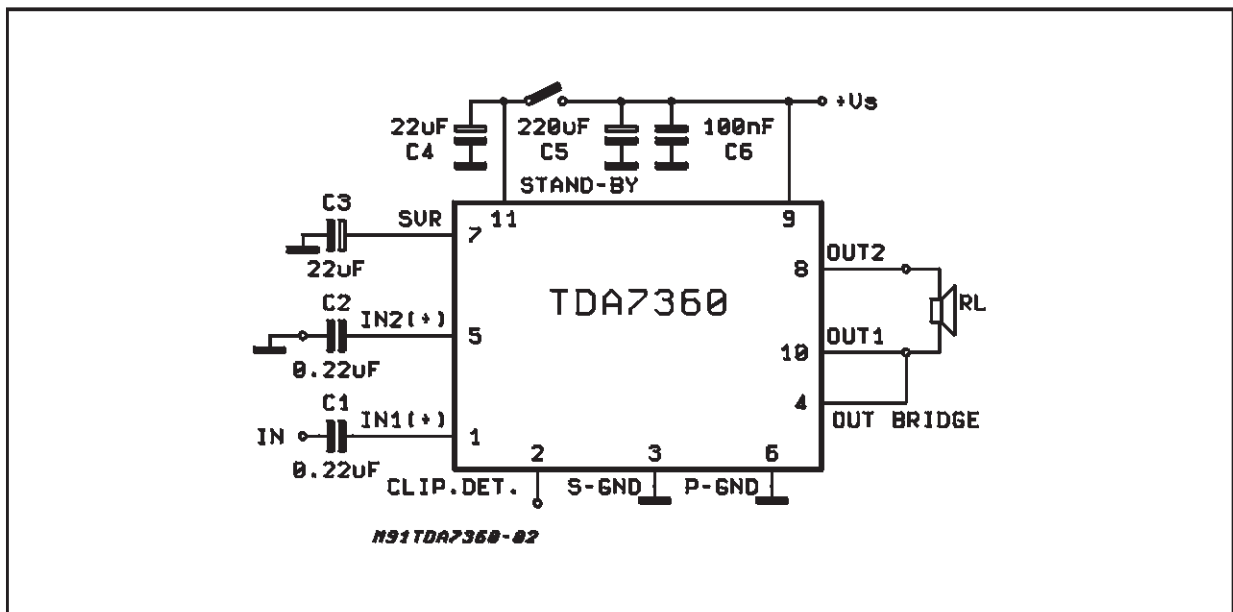 +Vs
22uF
C4
220uF
C5
100nF
C6
STAND-BY
C3
SVR
22uF
11
9
7
C2
IN2(+)
0.22uF
5
TDA7360
8
OUT2
RL
10
OUT1
4
OUT BRIDGE
C1
IN
IN1(+)
0.22uF
1
2
3
6
CLIP.DET.
S-GND
P-GND
M91TDA7360-02